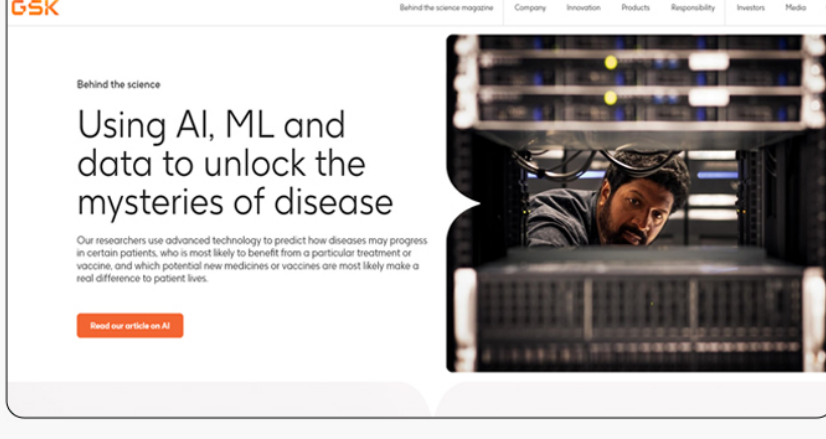 GSK
Behind the science magazine Company Innovation Products Responsibility Investors Media
Behind the science
Using AI, ML and
data to unlock the
mysteries of disease
Our researchers use advanced technology to predict how diseases may progress
in certain patients, who is most likely to benefit from a particular treatment or
vaccine, and which potential new medicines or vaccines are most likely make a
real difference to patient lives.
Read our article on AI